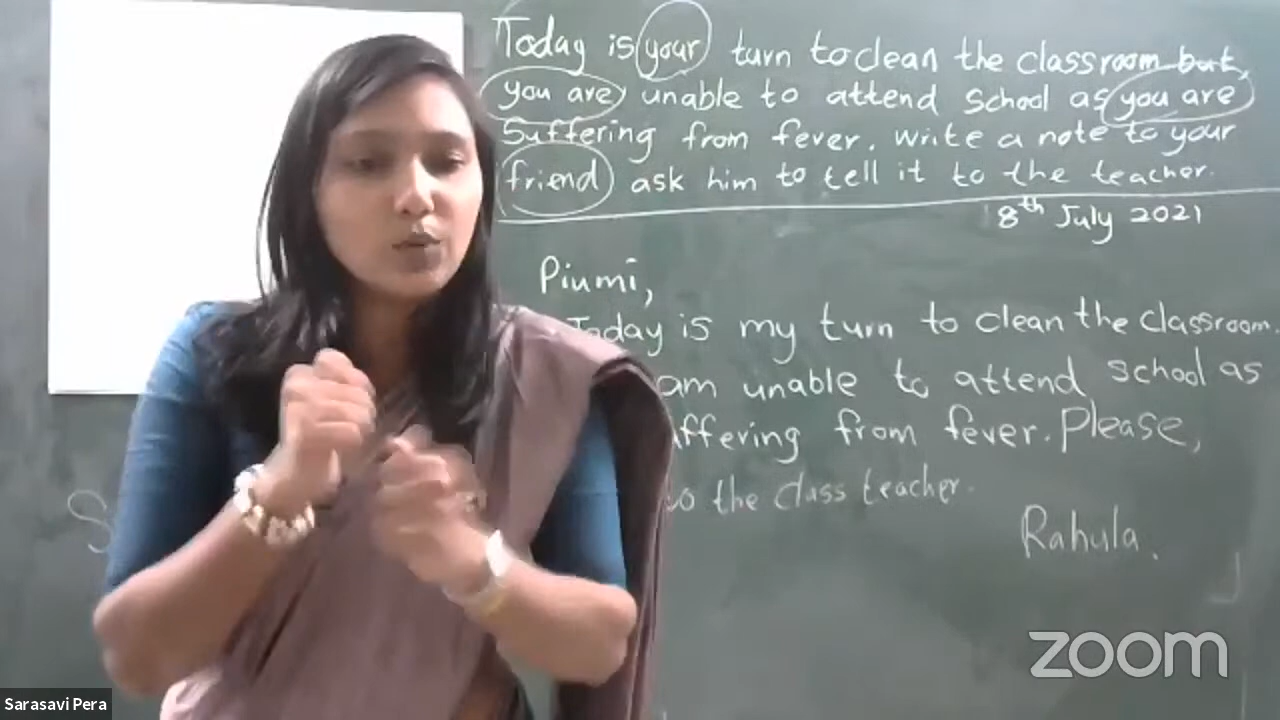 Today is your turn to clean the classroom but,
you are unable to attend school as you are
Suffering from fever. Write a note to your
friend ask him to tell it to the teacher.
8th July 2021
Piumi,
Today is my turn to clean the classroom.
am unable to attend school as
ffering from fever. Please,
to the class teacher.
Rahula.
zoom
Sarasavi Pera